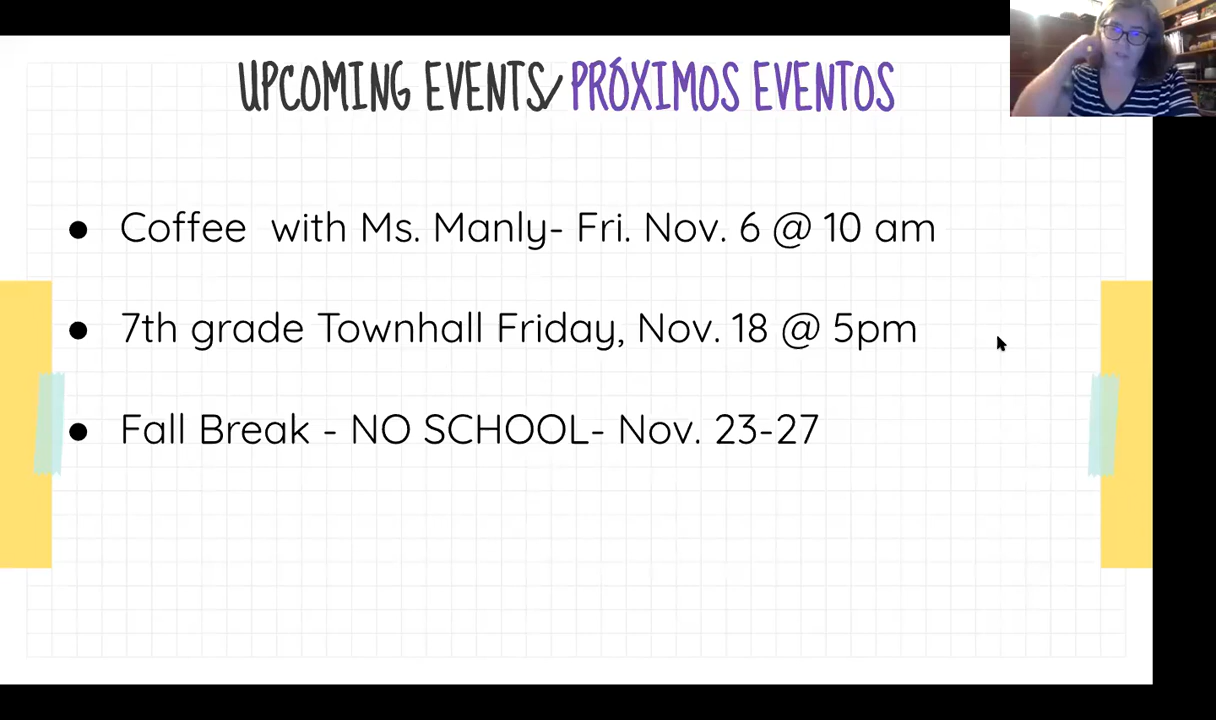 UPCOMING EVENTS/ PRÓXIMOS EVENTOS
● Coffee  with Ms. Manly- Fri. Nov. 6 @ 10 am
● 7th grade Townhall Friday, Nov. 18 @ 5pm
● Fall Break - NO SCHOOL- Nov. 23-27